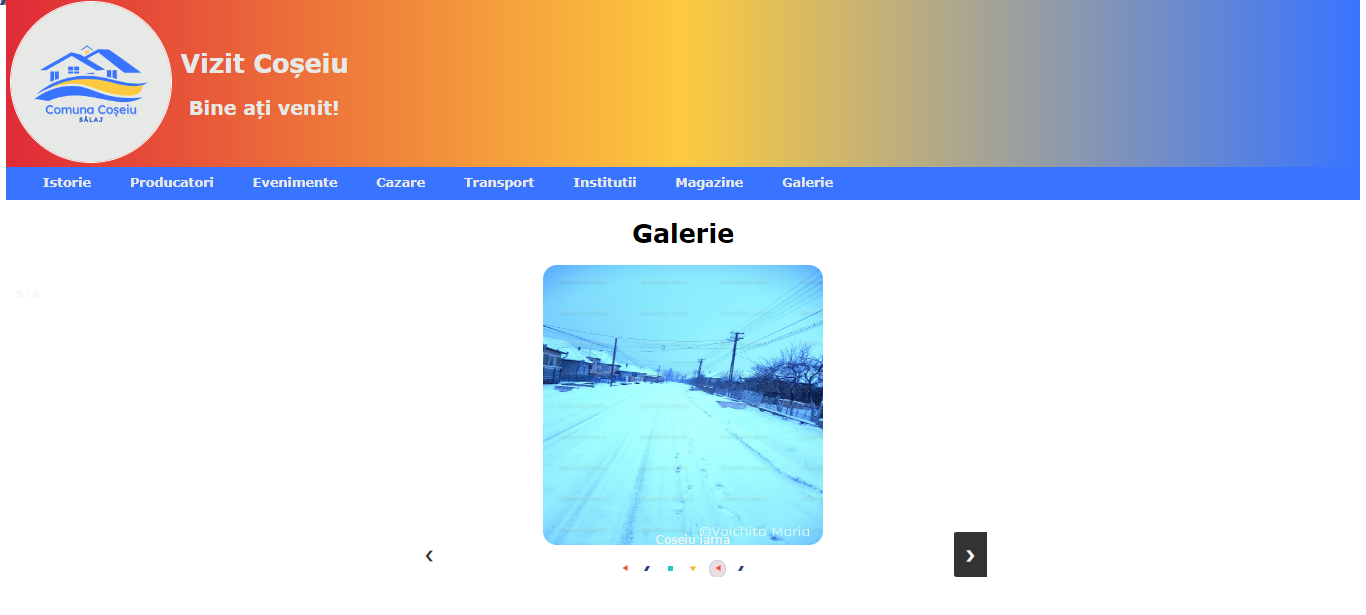 Comuna Coșeiu
SĂLAJ
Vizit Coșeiu
Bine ați venit!
Istorie Producatori Evenimente Cazare Transport Institutii Magazine Galerie
Galerie
5 / 6
©Voichita Maria
Coseiu iarna
‹ ›